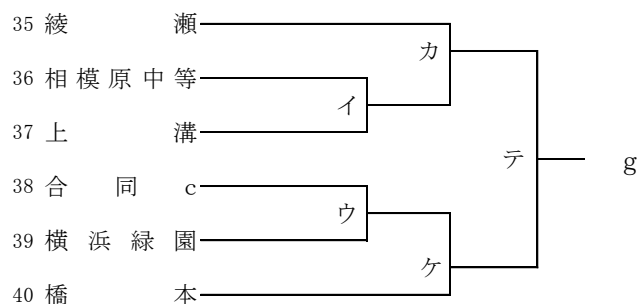 35 綾瀬
カ
36 相模原中等
イ
37 上溝
テ g
38 合同c
ウ
39 横浜緑園
ケ
40 橋本